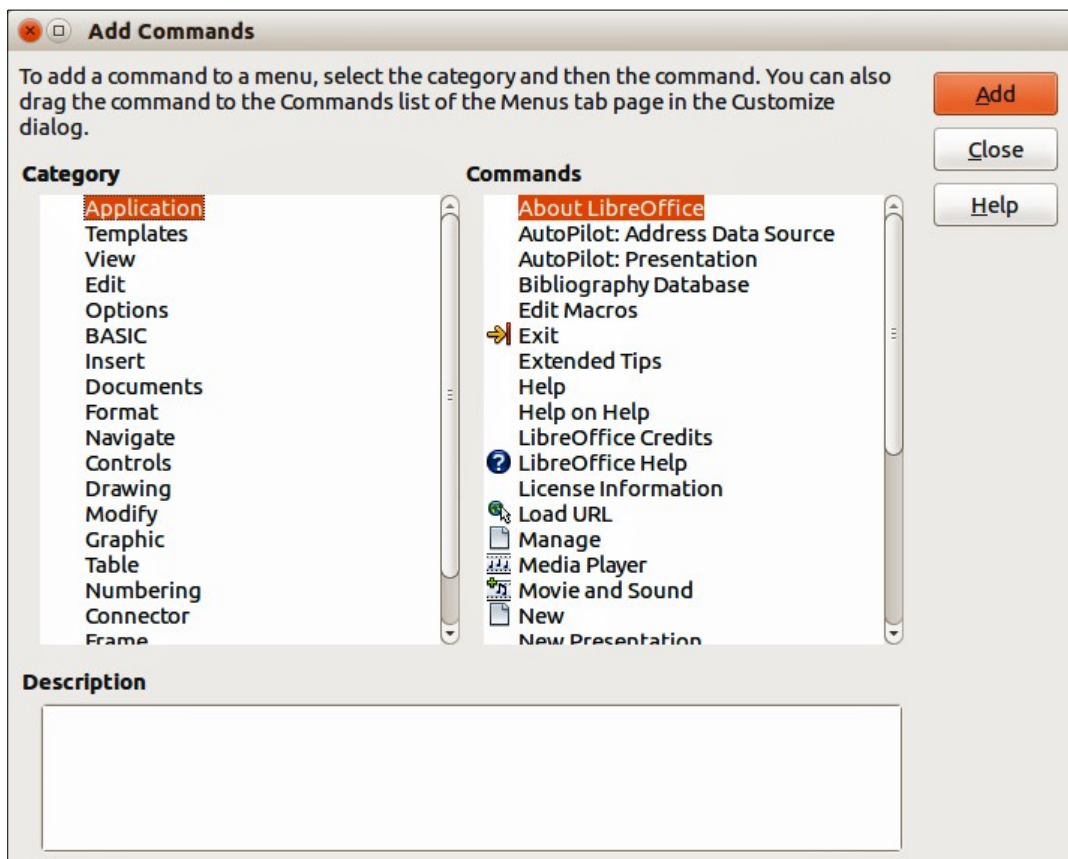 Add Commands
To add a command to a menu, select the category and then the command. You can also
drag the command to the Commands list of the Menus tab page in the Customize
dialog.
Add
Close
Help
Category
Application
Templates
View
Edit
Options
BASIC
Insert
Documents
Format
Navigate
Controls
Drawing
Modify
Graphic
Table
Numbering
Connector
Frame
Commands
About LibreOffice
AutoPilot: Address Data Source
AutoPilot: Presentation
Bibliography Database
Edit Macros
Exit
Extended Tips
Help
Help on Help
LibreOffice Credits
LibreOffice Help
License Information
Load URL
Manage
Media Player
Movie and Sound
New
New Presentation
Description